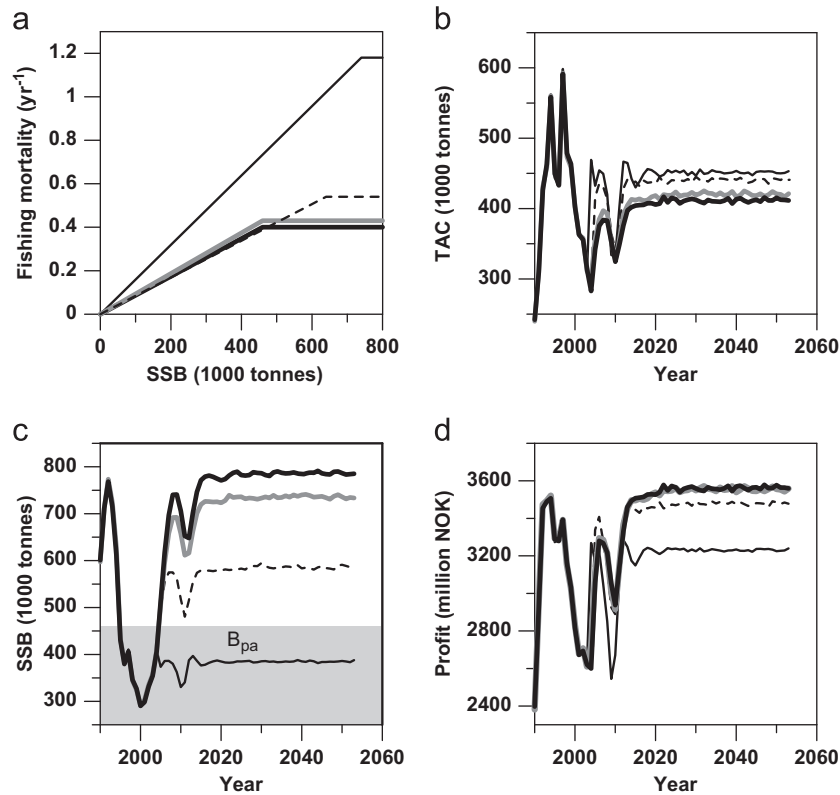 a
Fishing mortality (yr-1)
1.2
1
0.8
0.6
0.4
0.2
0
0 200 400 600 800
SSB (1000 tonnes)
b
TAC (1000 tonnes)
600
500
400
300
2000 2020 2040 2060
Year
c
SSB (1000 tonnes)
800
700
600
500
400
300
Bpa
2000 2020 2040 2060
Year
d
Profit (million NOK)
3600
3200
2800
2400
2000 2020 2040 2060
Year